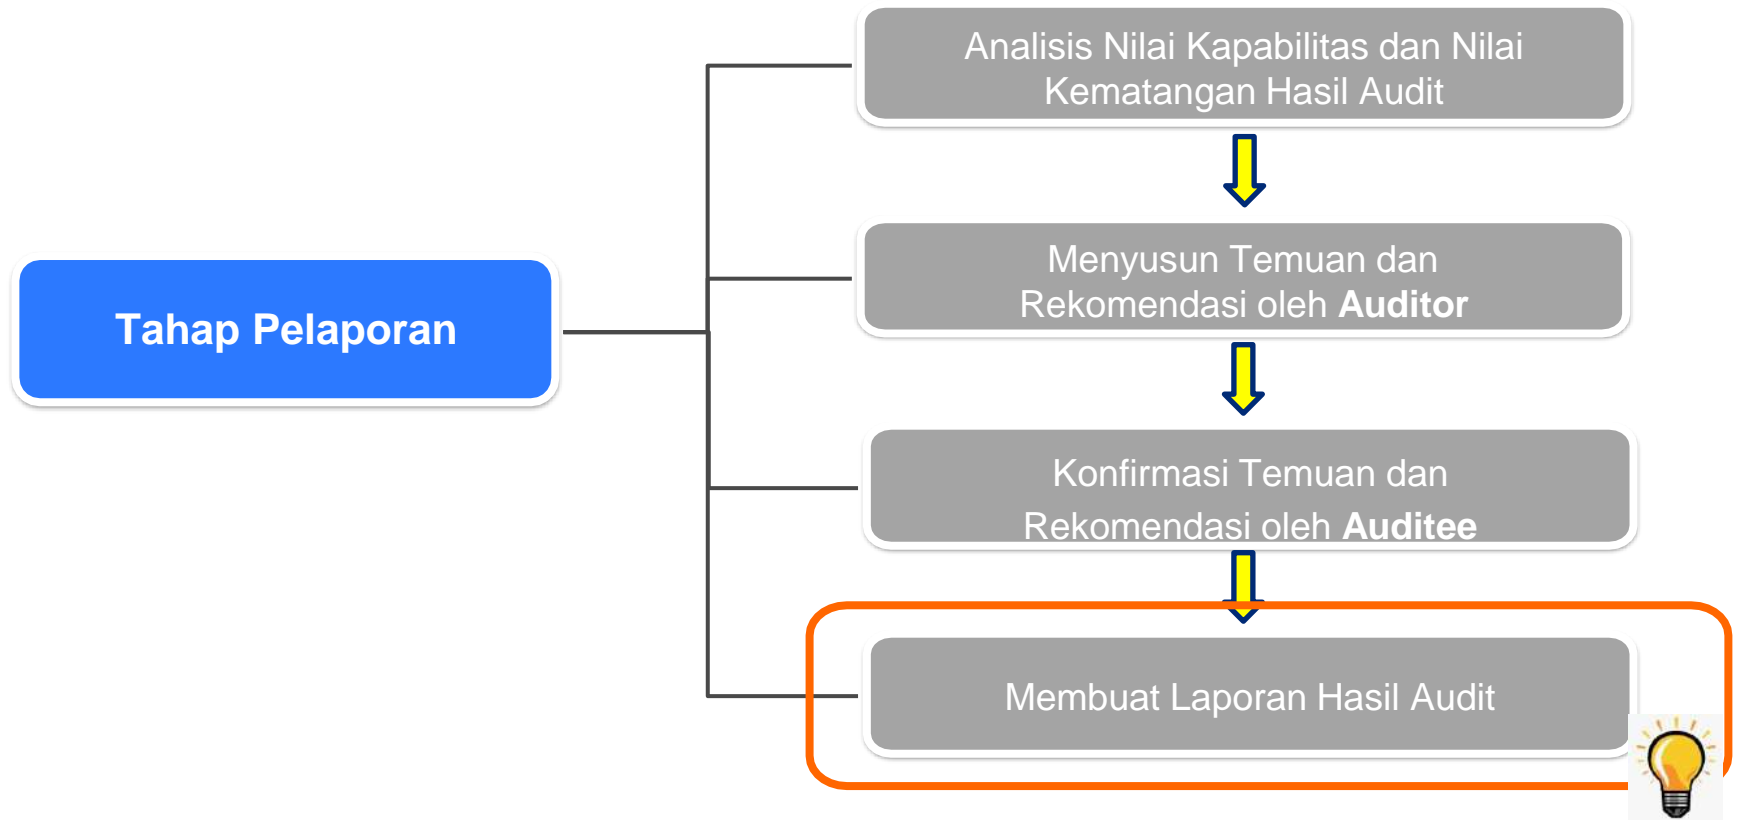 Analisis Nilai Kapabilitas dan Nilai
Kematangan Hasil Audit
Menyusun Temuan dan
Rekomendasi oleh Auditor
Tahap Pelaporan
Konfirmasi Temuan dan
Rekomendasi oleh Auditee
Membuat Laporan Hasil Audit